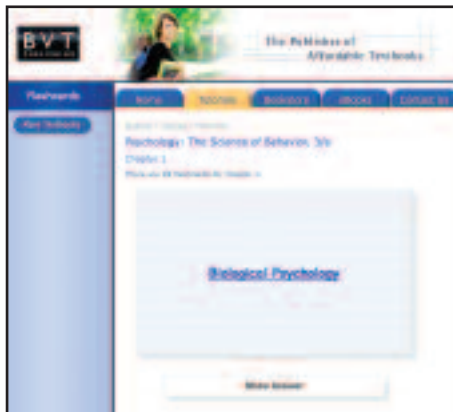 BVT
The Publisher of
Affordable Textbooks
Flashcards
Home Tutorials Bookstore eBooks Contact Us
Psychology: The Science of Behavior, 3/e
Chapter 1
Biological Psychology
Show Answer